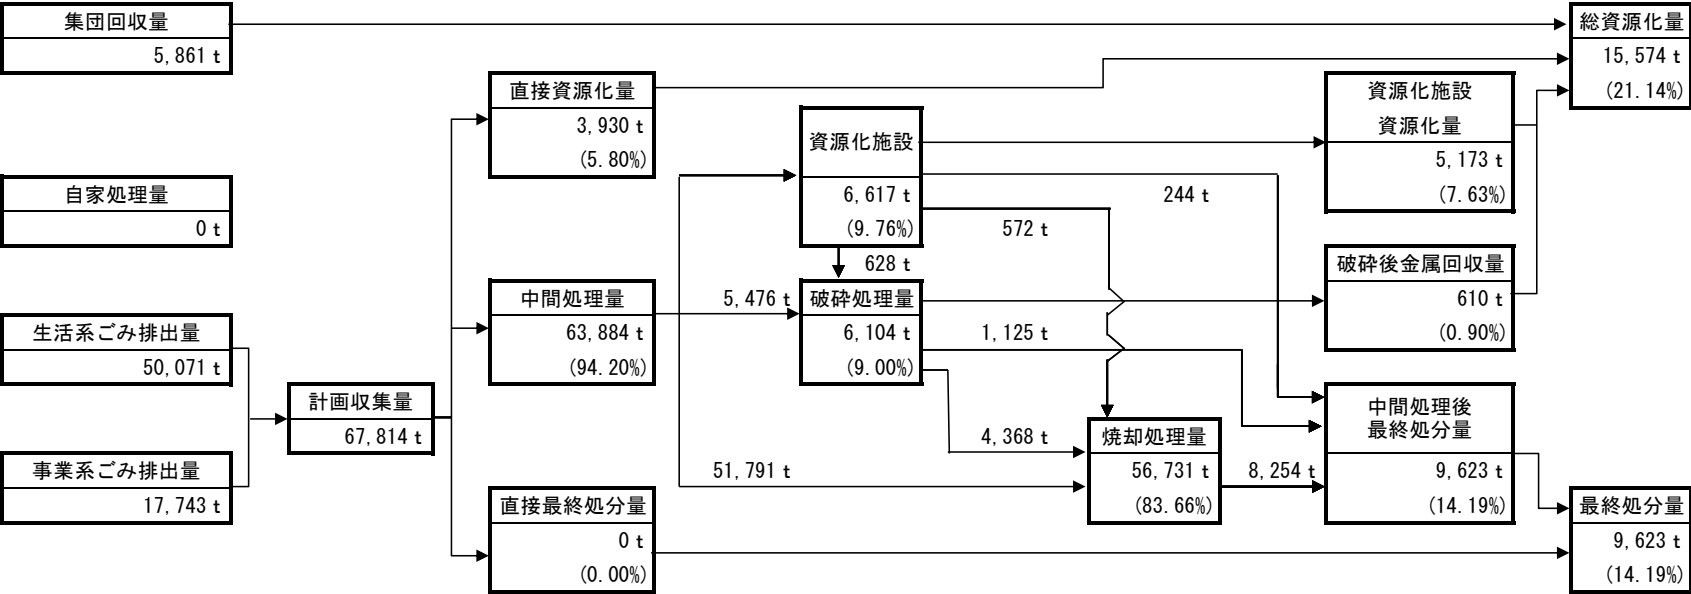 集団回収量
5,861 t
自家処理量
0 t
生活系ごみ排出量
50,071 t
事業系ごみ排出量
17,743 t
計画収集量
67,814 t
直接資源化量
3,930 t
(5.80%)
中間処理量
63,884 t
(94.20%)
直接最終処分量
0 t
(0.00%)
5,476 t
51,791 t
資源化施設
6,617 t
(9.76%)
628 t
破砕処理量
6,104 t
(9.00%)
244 t
572 t
1,125 t
4,368 t
焼却処理量
56,731 t
(83.66%)
8,254 t
資源化施設
資源化量
5,173 t
(7.63%)
破砕後金属回収量
610 t
(0.90%)
中間処理後
最終処分量
9,623 t
(14.19%)
総資源化量
15,574 t
(21.14%)
最終処分量
9,623 t
(14.19%)